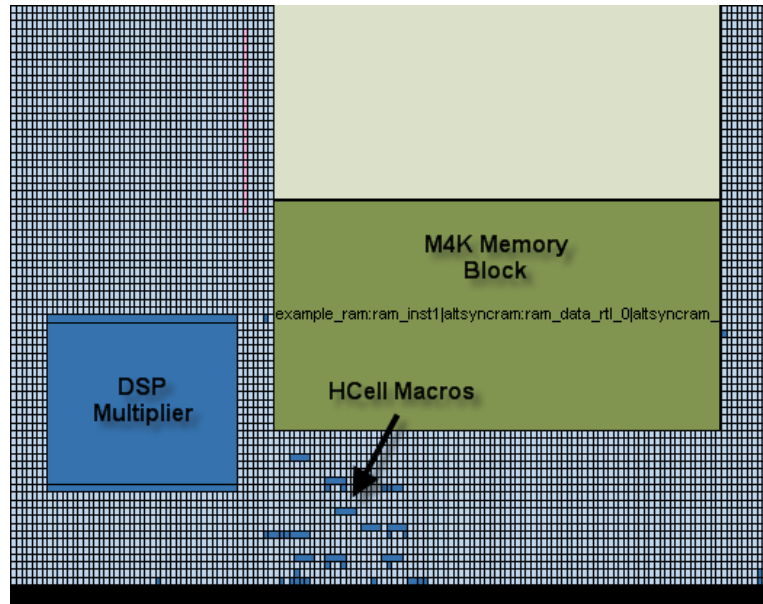 M4K Memory
Block
example_ram:ram_inst1|altsyncram:ram_data_rtl_0|altsyncram_
DSP
Multiplier
HCell Macros